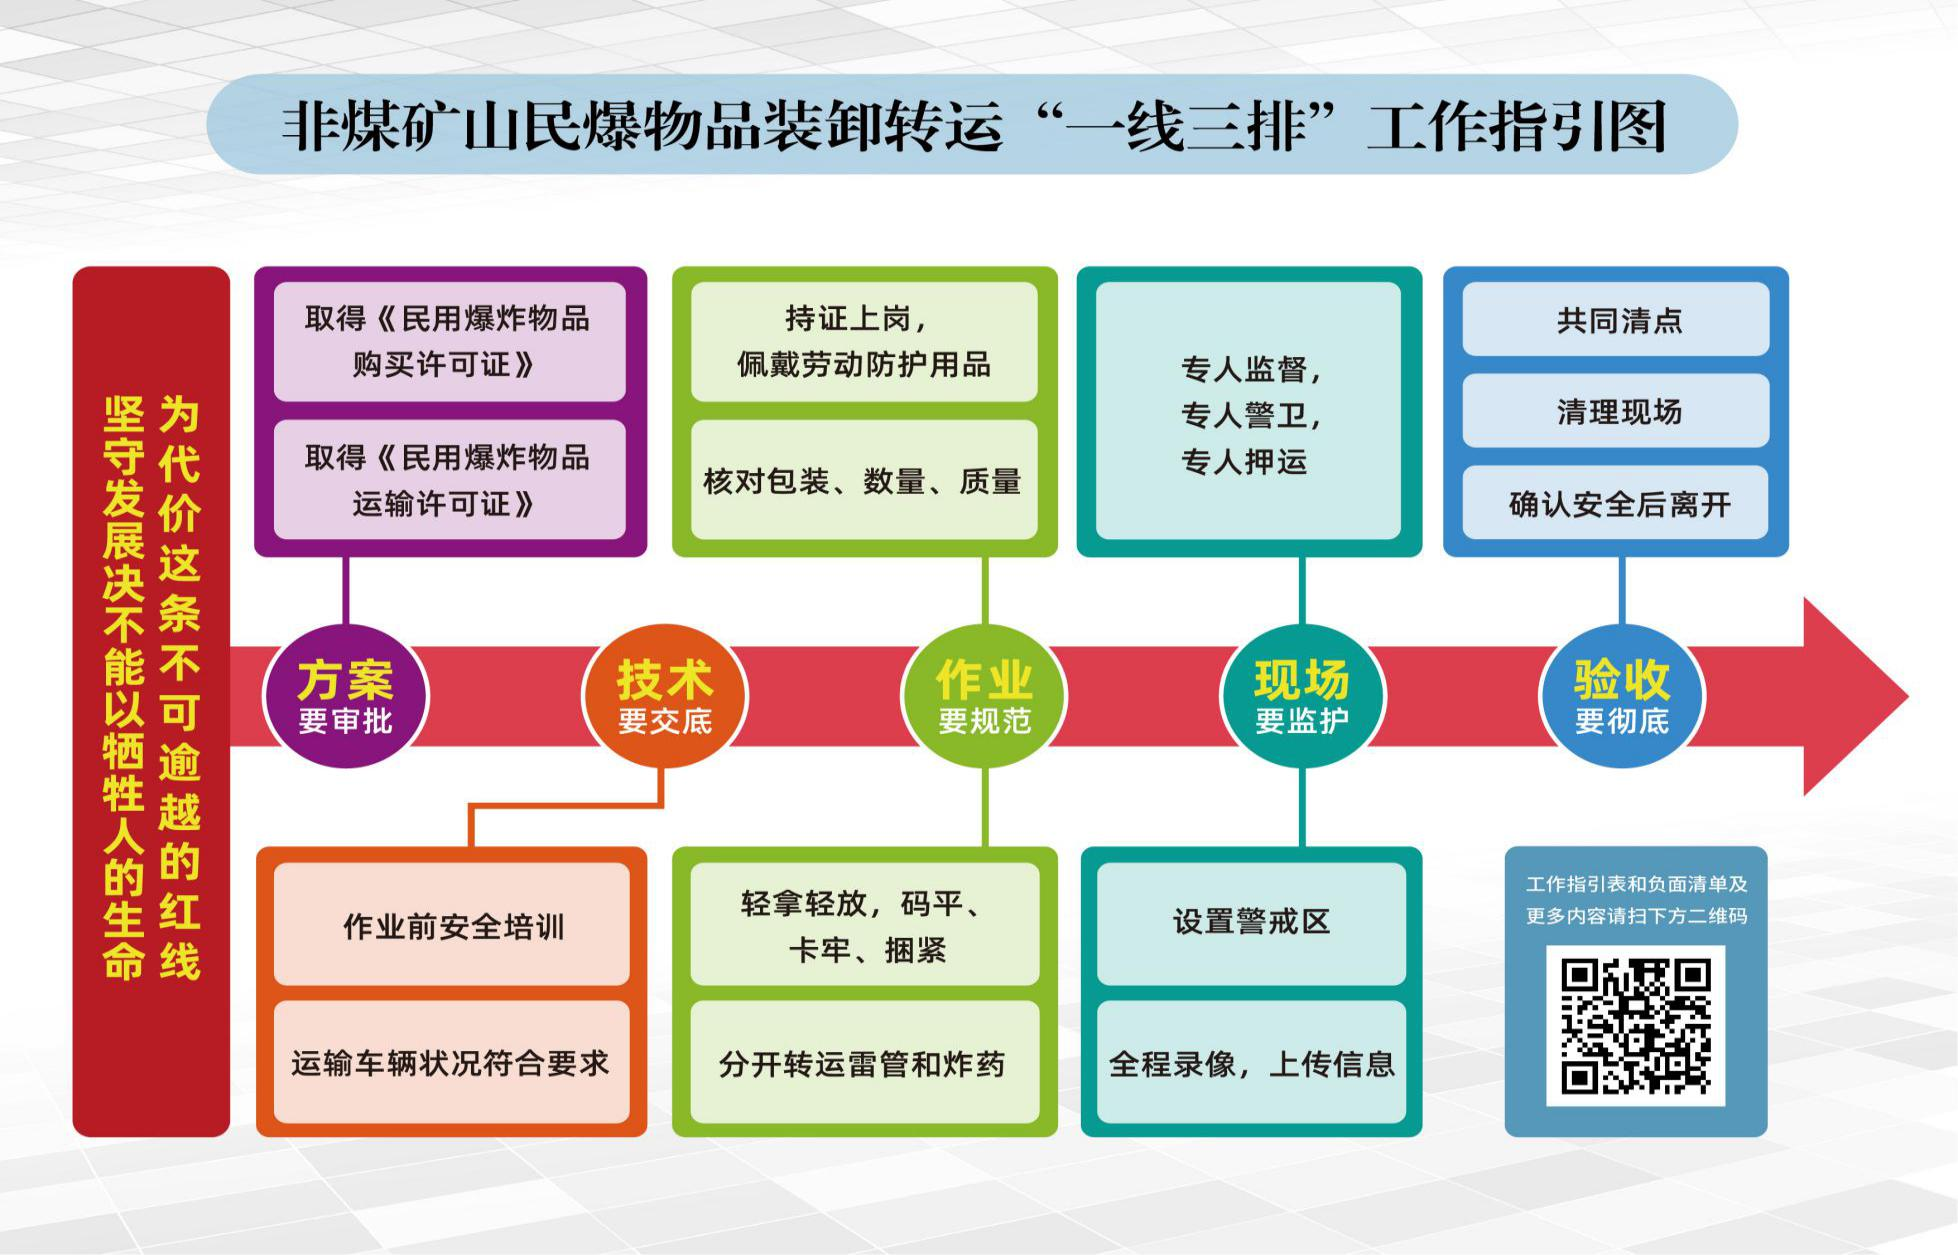 非煤矿山民爆物品装卸转运“一线三排”工作指引图
坚守发展决不能以牺牲人的生命
为代价这条不可逾越的红线
取得《民用爆炸物品
购买许可证》
取得《民用爆炸物品
运输许可证》
持证上岗，
佩戴劳动防护用品
核对包装、数量、质量
专人监督，
专人警卫，
专人押运
共同清点
清理现场
确认安全后离开
方案
要审批
技术
要交底
作业
要规范
现场
要监护
验收
要彻底
作业前安全培训
运输车辆状况符合要求
轻拿轻放，码平、
卡牢、捆紧
分开转运雷管和炸药
设置警戒区
全程录像，上传信息
工作指引表和负面清单及
更多内容请扫下方二维码